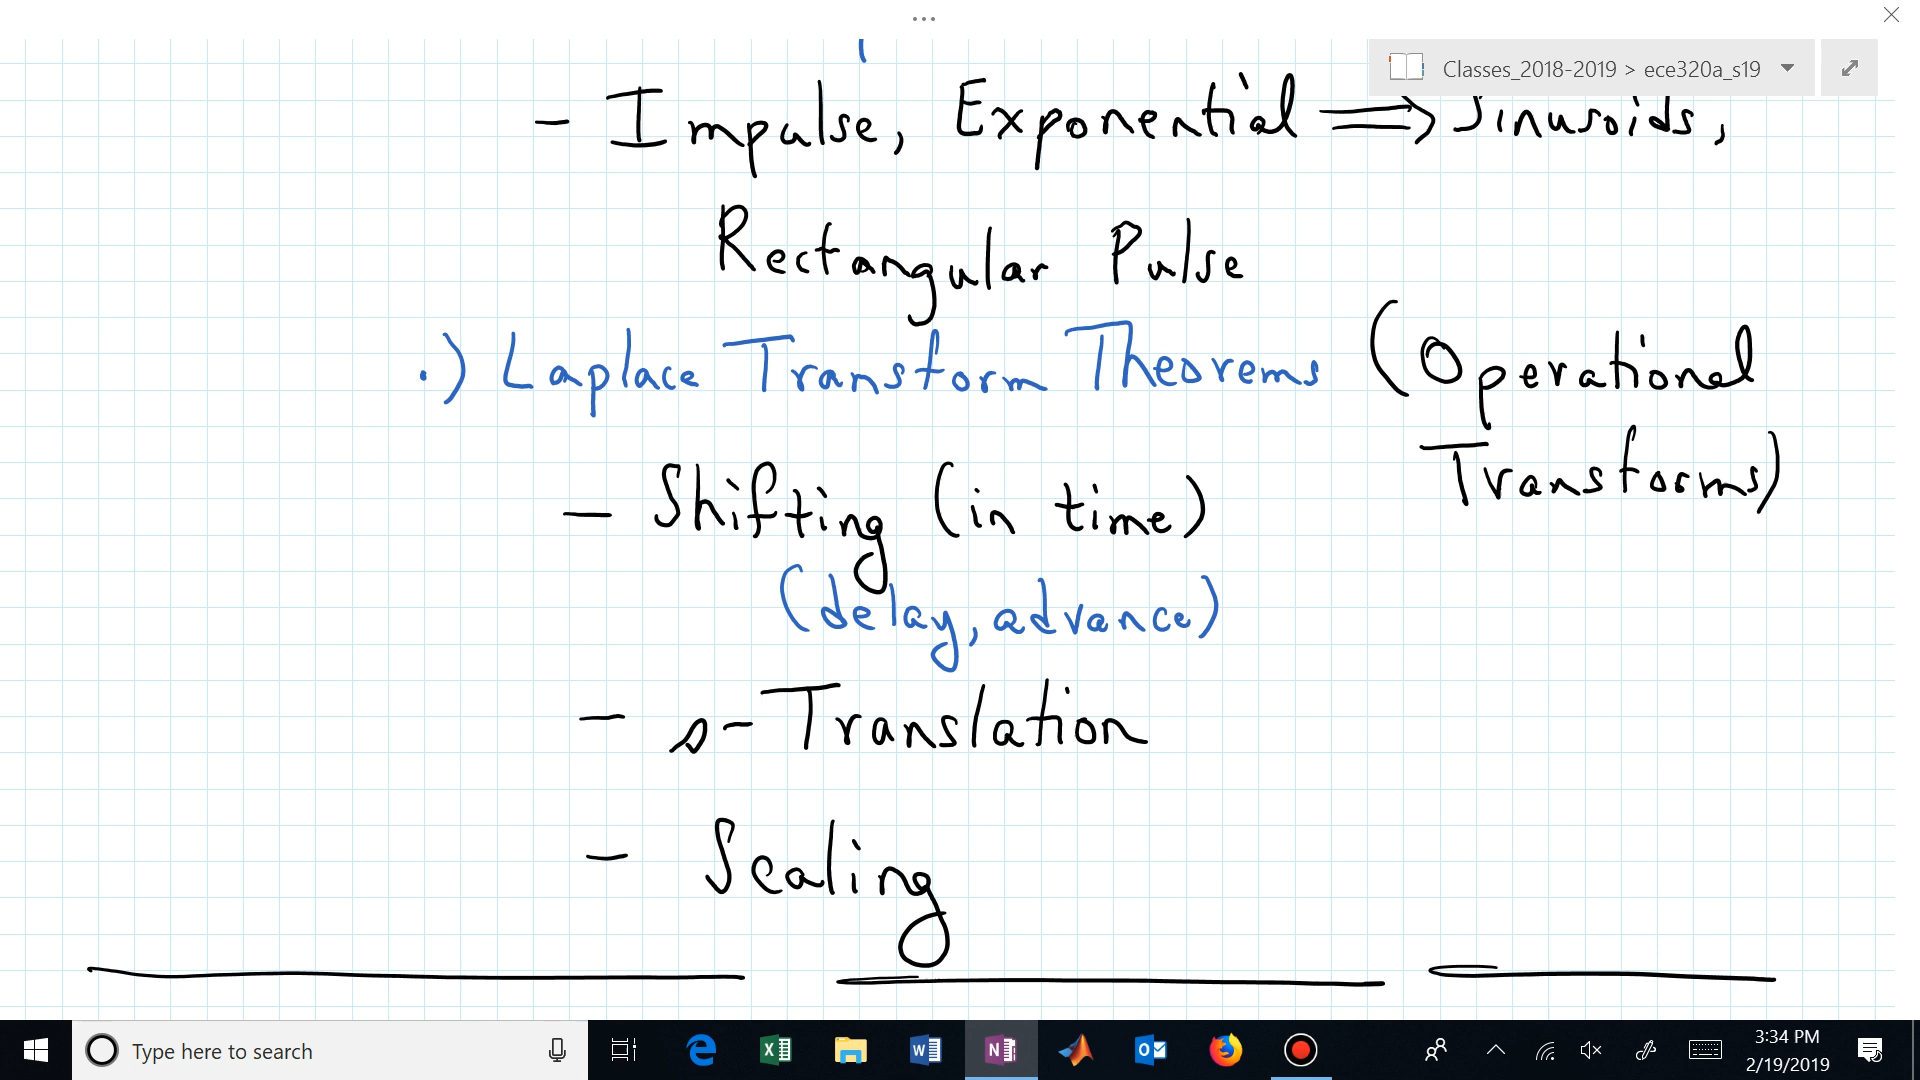 Classes_2018-2019 > ece320a_s19
- Impulse, Exponential ⟹ Sinusoids,
Rectangular Pulse
.) Laplace Transform Theorems (Operational
Transforms)
- Shifting (in time)
(delay, advance)
- s-Translation
- Scaling
Type here to search
3:34 PM
2/19/2019